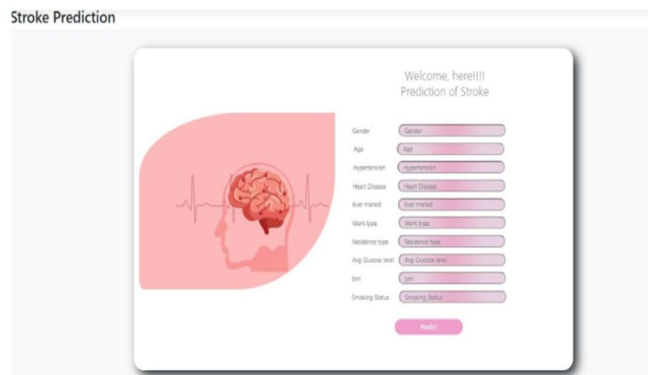 Stroke Prediction
Welcome, here!!!!
Prediction of Stroke
Gender Gender
Age Age
Hypertension Hypertension
Heart Disease Heart Disease
Ever married Ever married
Work type Work type
Residence type Residence type
Avg Glucose level Avg Glucose level
bmi bmi
Smoking Status Smoking Status
Predict